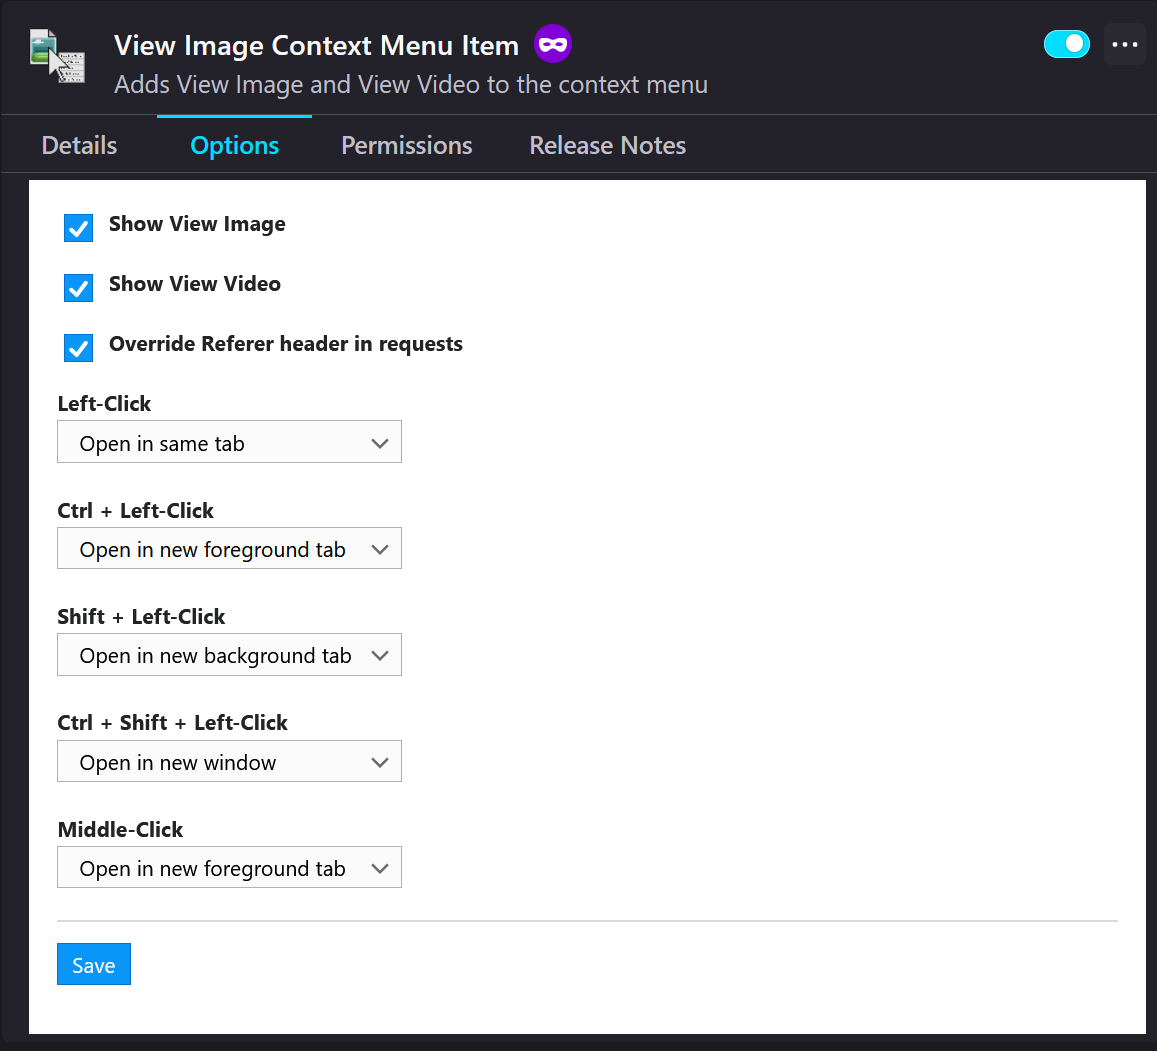 View Image Context Menu Item
Adds View Image and View Video to the context menu
Details Options Permissions Release Notes
Show View Image
Show View Video
Override Referer header in requests
Left-Click
Open in same tab
Ctrl + Left-Click
Open in new foreground tab
Shift + Left-Click
Open in new background tab
Ctrl + Shift + Left-Click
Open in new window
Middle-Click
Open in new foreground tab
Save